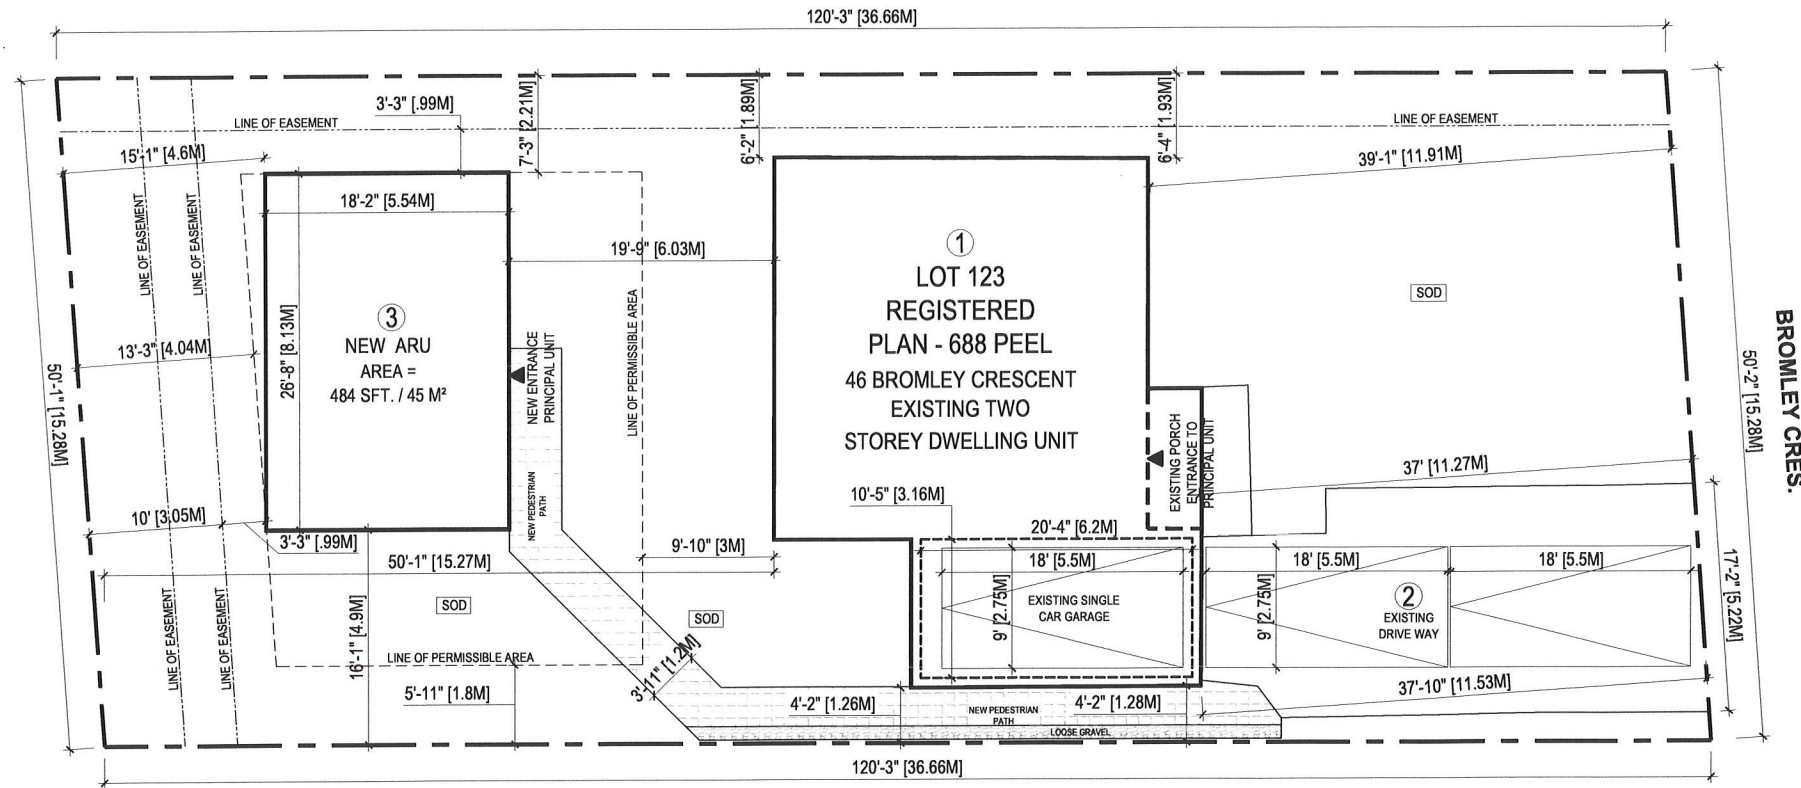 120'-3" [36.66M]
3'-3" [.99M]
7'-3" [2.21M]
6'-2" [1.89M]
6'-4" [1.93M]
LINE OF EASEMENT
LINE OF EASEMENT
15'-1" [4.6M]
39'-1" [11.91M]
LINE OF EASEMENT
LINE OF EASEMENT
18'-2" [5.54M]
19'-9" [6.03M]
1
LOT 123
REGISTERED
PLAN - 688 PEEL
46 BROMLEY CRESCENT
EXISTING TWO
STOREY DWELLING UNIT
SOD
BROMLEY CRES.
3
NEW ARU
AREA =
484 SFT. / 45 M²
26'-8" [8.13M]
13'-3" [4.04M]
50'-1" [15.28M]
50'-2" [15.28M]
NEW ENTRANCE
PRINCIPAL UNIT
LINE OF PERMISSIBLE AREA
EXISTING PORCH
ENTRANCE TO
PRINCIPAL UNIT
37' [11.27M]
10'-5" [3.16M]
NEW PEDESTRIAN
PATH
10' [3.05M]
20'-4" [6.2M]
3'-3" [.99M]
9'-10" [3M]
50'-1" [15.27M]
18' [5.5M]
18' [5.5M]
18' [5.5M]
9' [2.75M]
9' [2.75M]
EXISTING SINGLE
CAR GARAGE
2
EXISTING
DRIVE WAY
17'-2" [5.22M]
SOD
SOD
LINE OF EASEMENT
LINE OF EASEMENT
16'-1" [4.9M]
LINE OF PERMISSIBLE AREA
3'-11" [1.2M]
5'-11" [1.8M]
4'-2" [1.26M]
4'-2" [1.28M]
37'-10" [11.53M]
NEW PEDESTRIAN
PATH
LOOSE GRAVEL
120'-3" [36.66M]